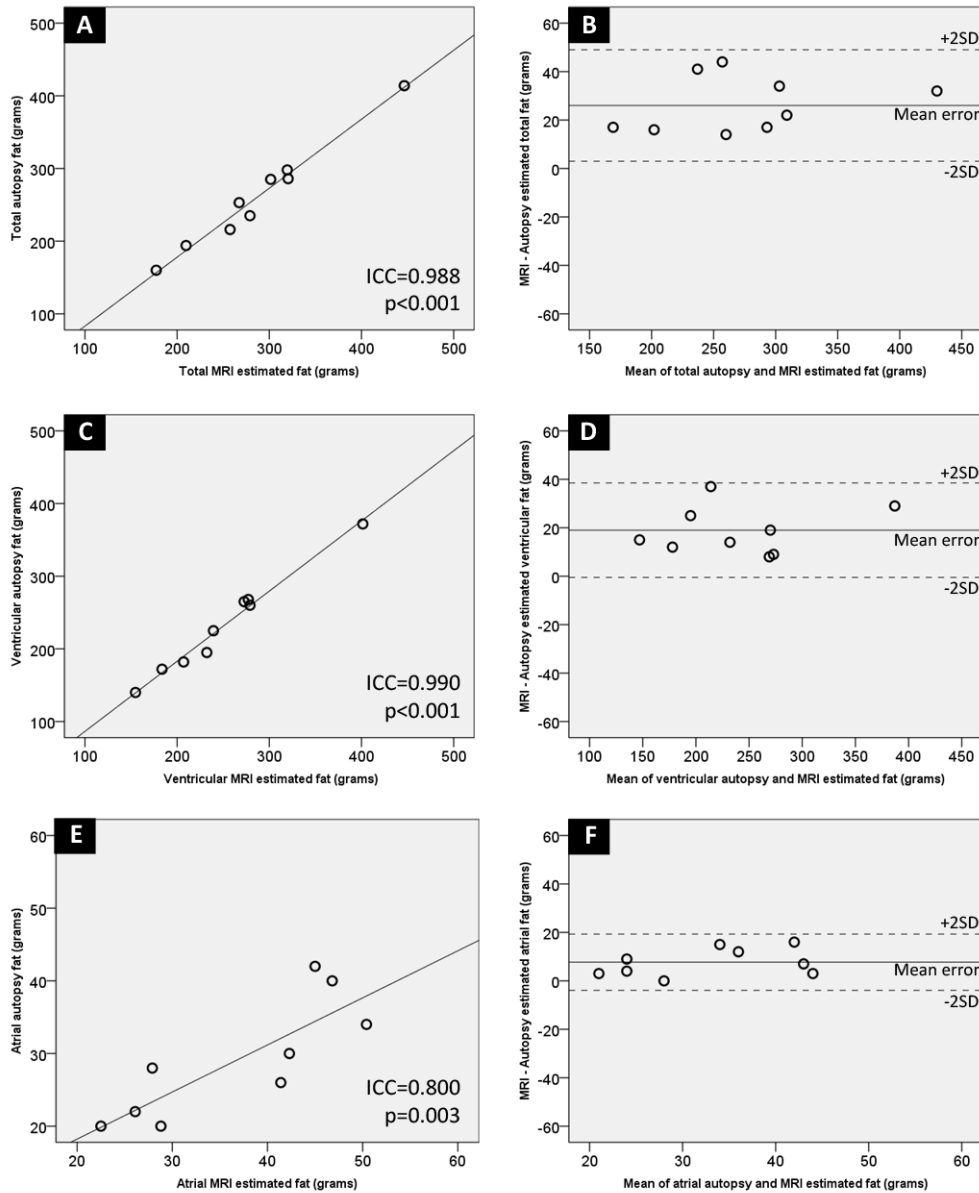 A
Total autopsy fat (grams)
500
400
300
200
100
ICC=0.988
p<0.001
100 200 300 400 500
Total MRI estimated fat (grams)
B
MRI - Autopsy estimated total fat (grams)
60
40
20
0
-20
-40
-60
+2SD
Mean error
-2SD
100 150 200 250 300 350 400 450
Mean of total autopsy and MRI estimated fat (grams)
C
Ventricular autopsy fat (grams)
500
400
300
200
100
ICC=0.990
p<0.001
100 200 300 400 500
Ventricular MRI estimated fat (grams)
D
MRI - Autopsy estimated ventricular fat (grams)
60
40
20
0
-20
-40
-60
+2SD
Mean error
-2SD
100 150 200 250 300 350 400 450
Mean of ventricular autopsy and MRI estimated fat (grams)
E
Atrial autopsy fat (grams)
60
50
40
30
20
ICC=0.800
p=0.003
20 30 40 50 60
Atrial MRI estimated fat (grams)
F
MRI - Autopsy estimated atrial fat (grams)
60
40
20
0
-20
-40
-60
+2SD
Mean error
-2SD
20 30 40 50 60
Mean of atrial autopsy and MRI estimated fat (grams)